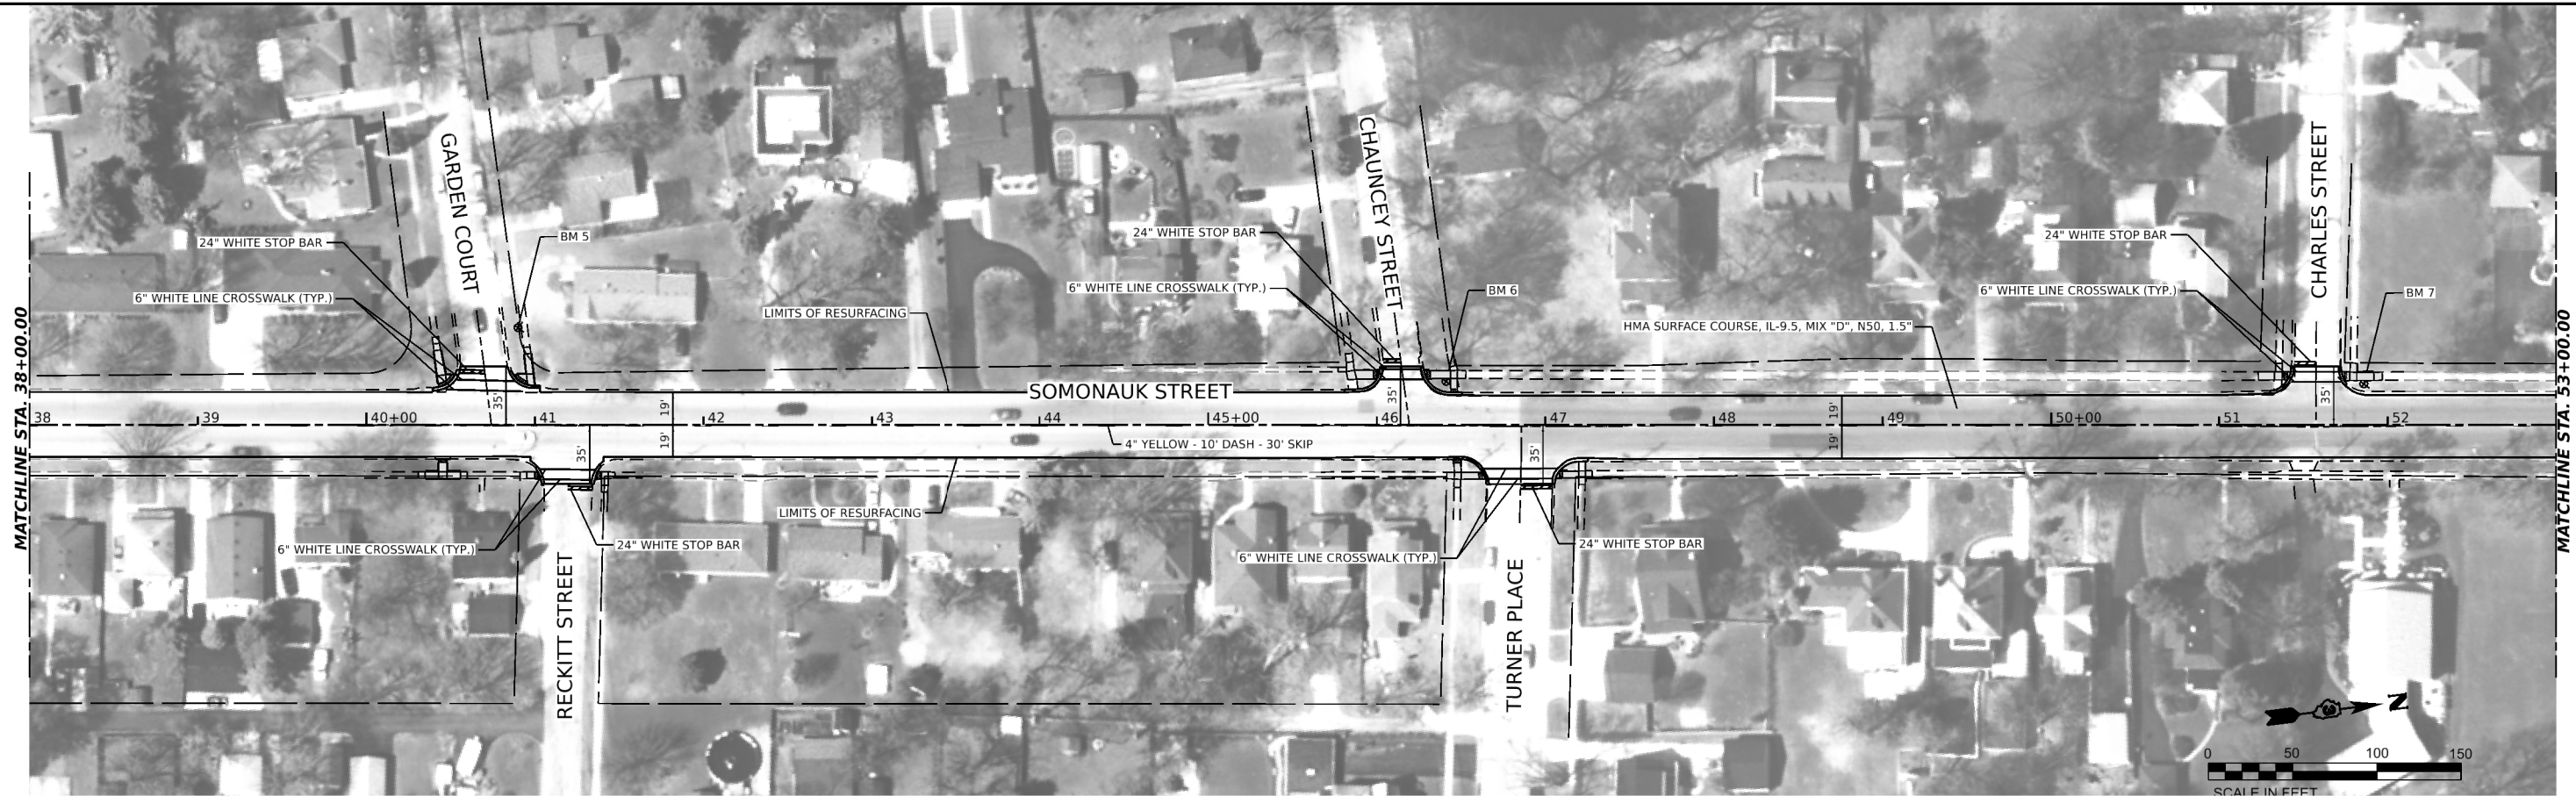 GARDEN COURT
CHAUNCEY STREET
CHARLES STREET
24" WHITE STOP BAR
BM 5
24" WHITE STOP BAR
24" WHITE STOP BAR
6" WHITE LINE CROSSWALK (TYP.)
LIMITS OF RESURFACING
6" WHITE LINE CROSSWALK (TYP.)
BM 6
HMA SURFACE COURSE, IL-9.5, MIX "D", N50, 1.5"
6" WHITE LINE CROSSWALK (TYP.)
BM 7
MATCHLINE STA. 38+00.00
MATCHLINE STA. 53+00.00
SOMONAUK STREET
35'
19'
35'
19'
35'
38 39 40+00 41 42 43 44 45+00 46 47 48 49 50+00 51 52
35'
19'
4" YELLOW - 10' DASH - 30' SKIP
35'
19'
LIMITS OF RESURFACING
6" WHITE LINE CROSSWALK (TYP.)
24" WHITE STOP BAR
6" WHITE LINE CROSSWALK (TYP.)
24" WHITE STOP BAR
RECKITT STREET
TURNER PLACE
N
0 50 100 150
SCALE IN FEET